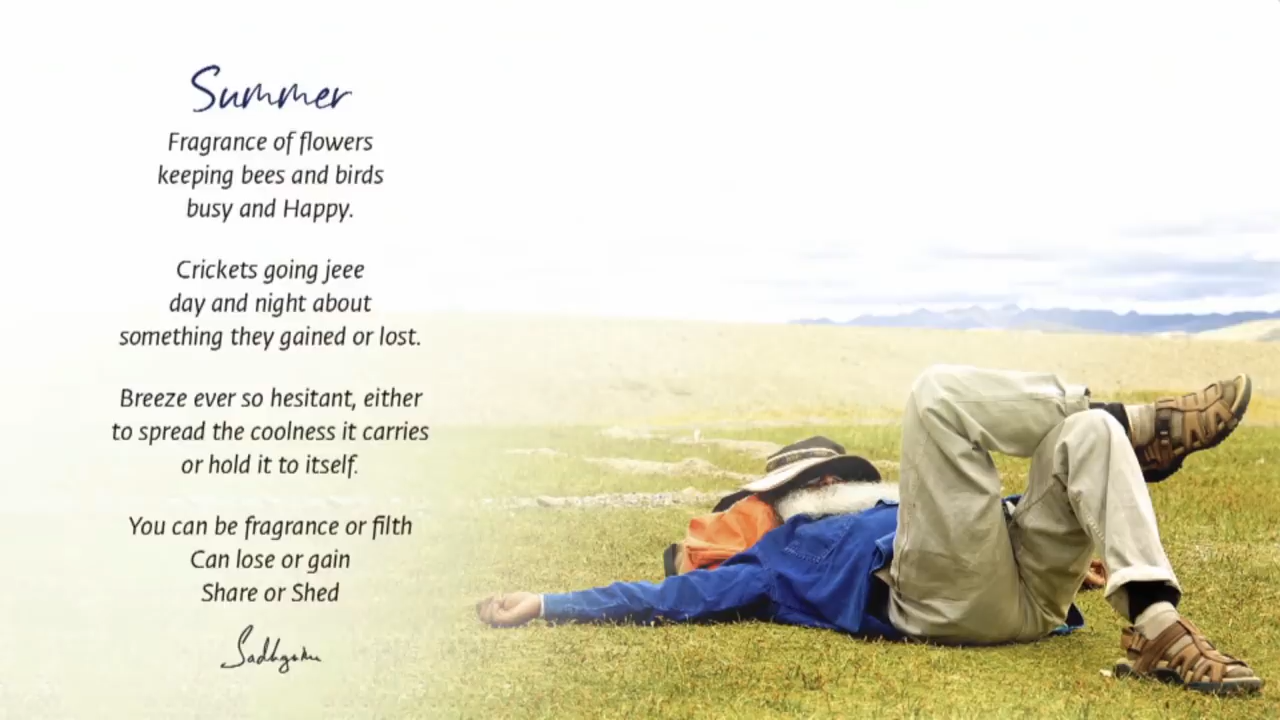 Summer
Fragrance of flowers
keeping bees and birds
busy and Happy.
Crickets going jeee
day and night about
something they gained or lost.
Breeze ever so hesitant, either
to spread the coolness it carries
or hold it to itself.
You can be fragrance or filth
Can lose or gain
Share or Shed
Sadhguru